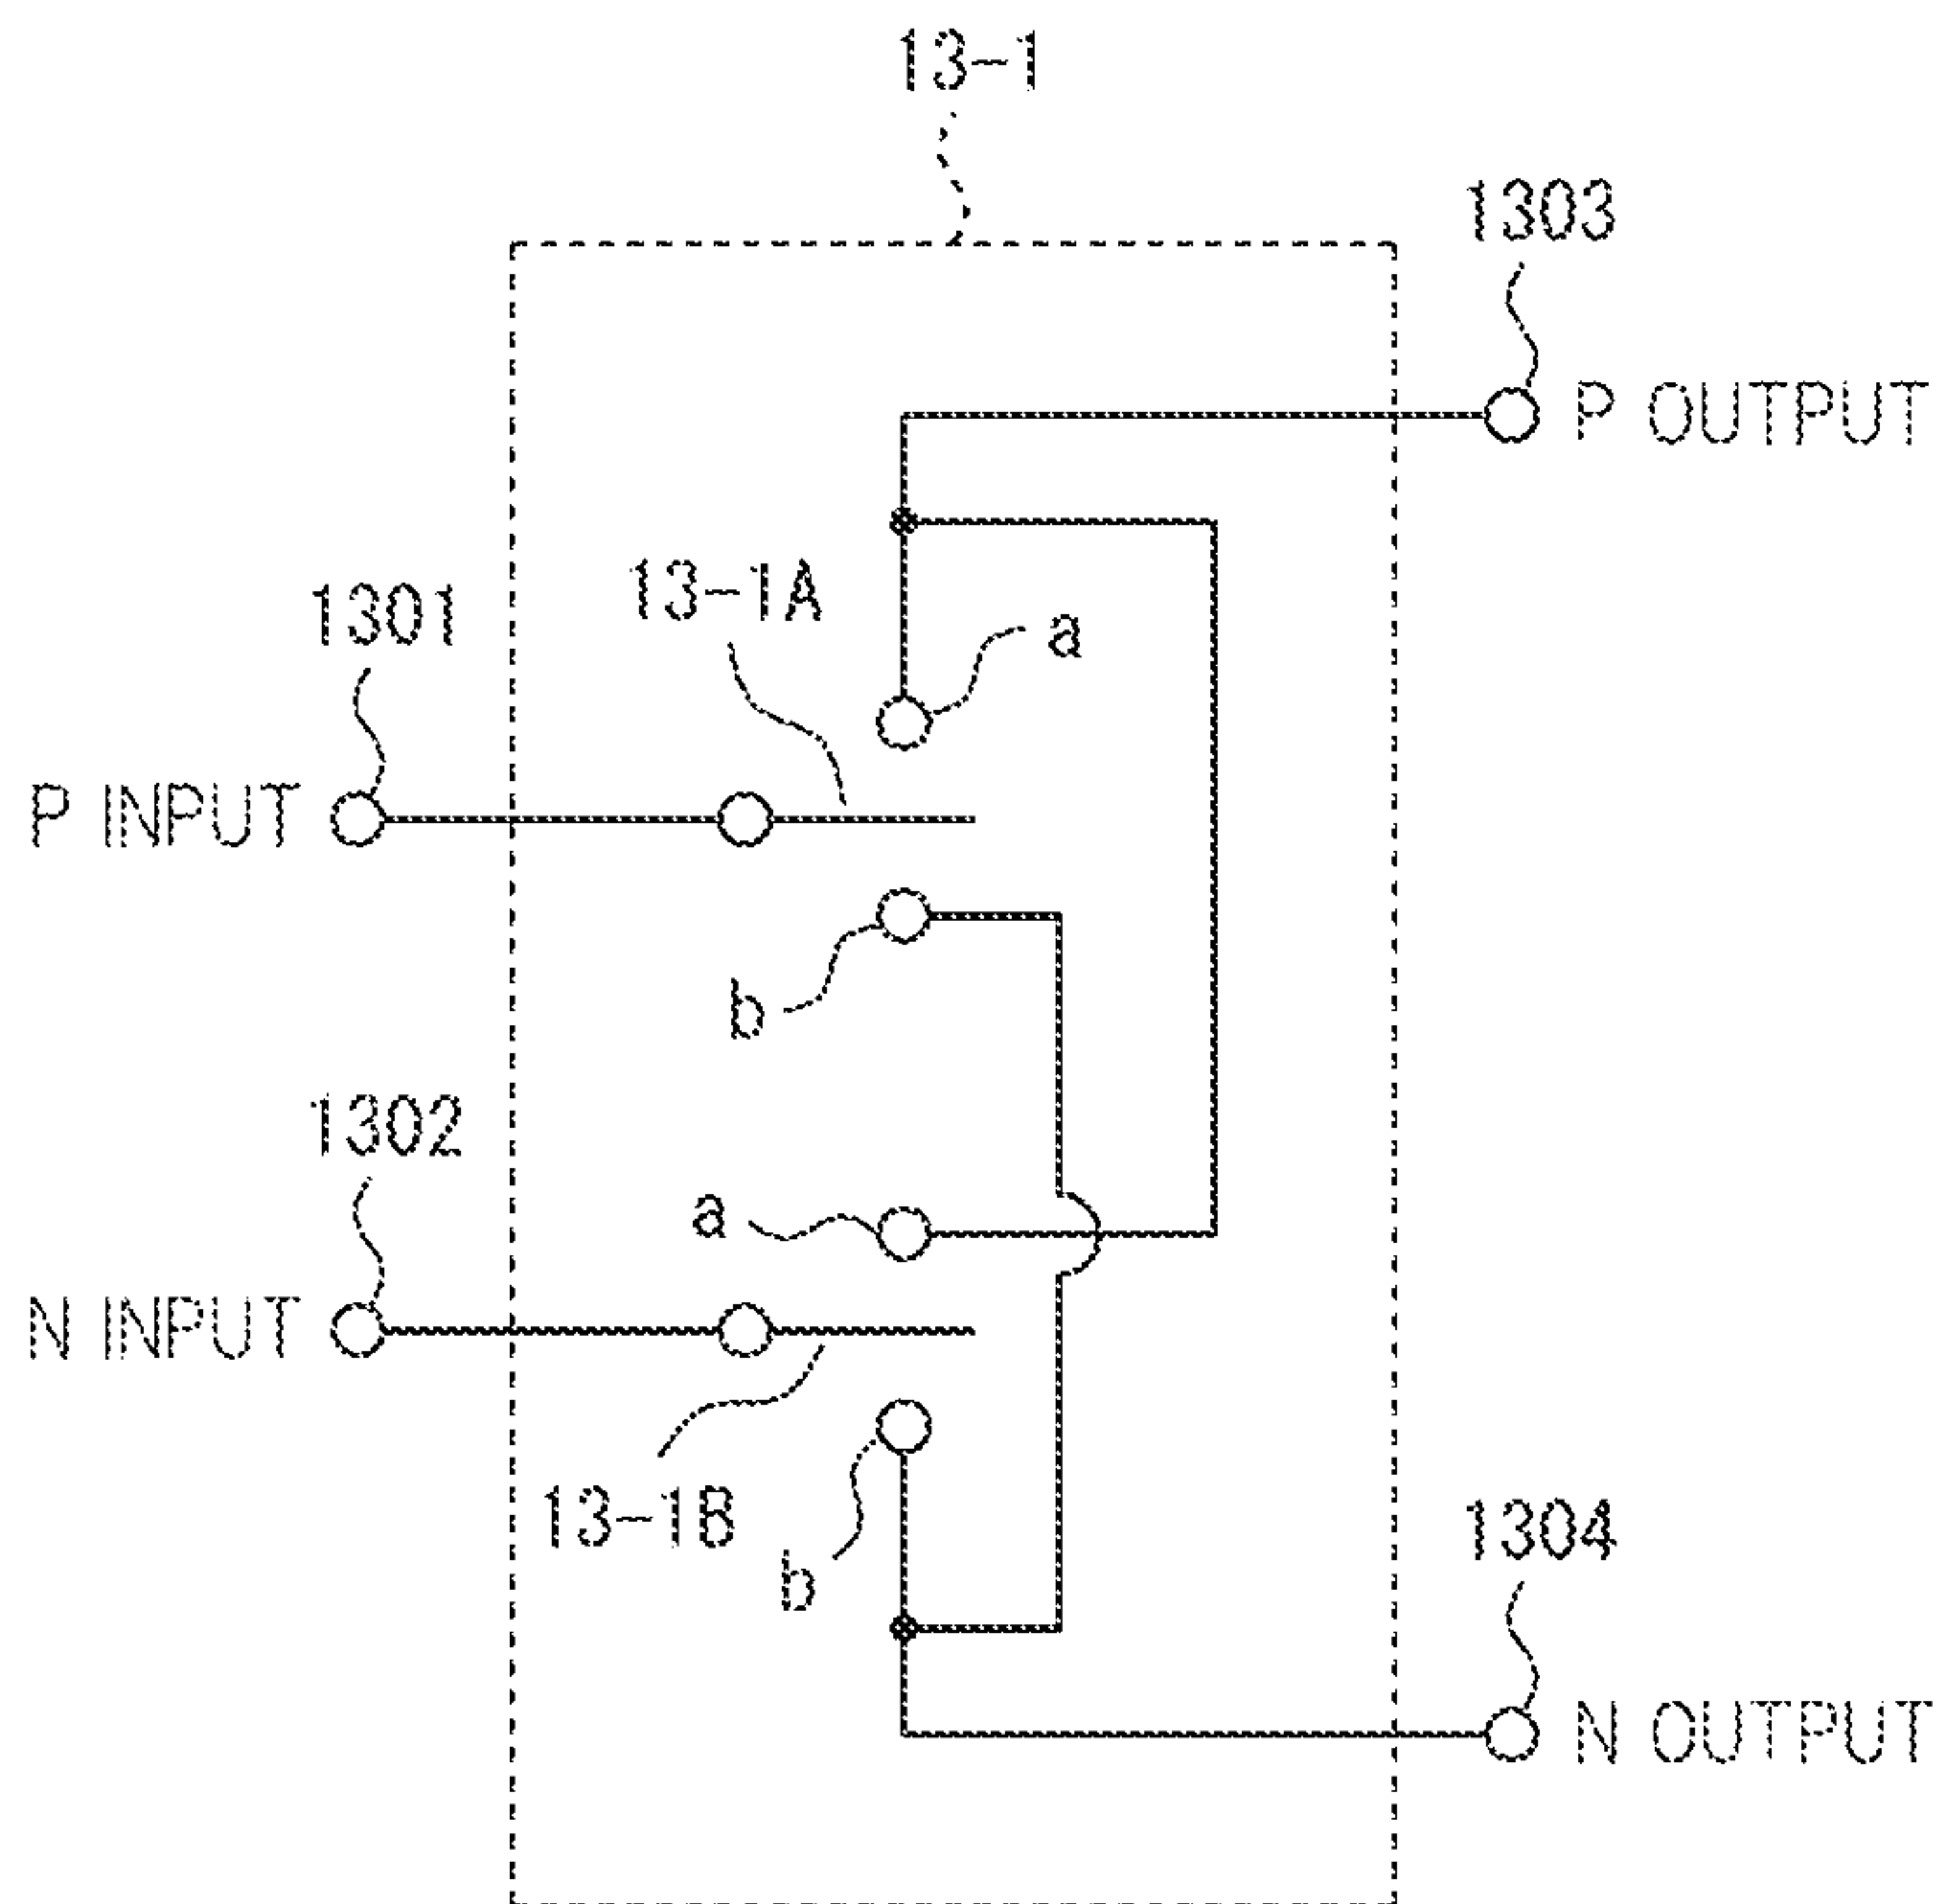 13-1
1303
P OUTPUT
13-1A
1301
a
P INPUT
b
1302
a
N INPUT
13-1B
1304
b
N OUTPUT